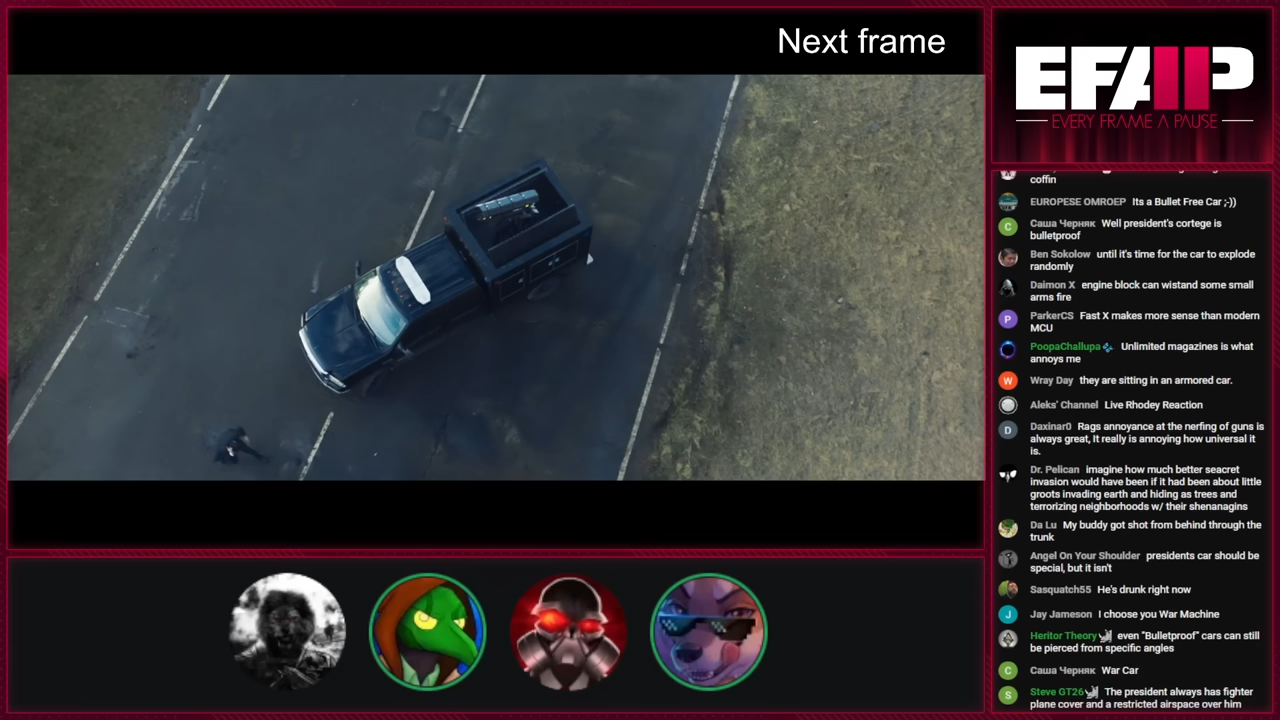 Next frame
EFAP
EVERY FRAME A PAUSE
coffin
EUROPESE OMROEP Its a Bullet Free Car ;-))
Саша Черняк Well president's cortege is
bulletproof
Ben Sokolow until it's time for the car to explode
randomly
Daimon X engine block can wistand some small
arms fire
ParkerCS Fast X makes more sense than modern
MCU
PoopaChallupa Unlimited magazines is what
annoys me
Wray Day they are sitting in an armored car.
Aleks' Channel Live Rhodey Reaction
Daxinar0 Rags annoyance at the nerfing of guns is
always great, It really is annoying how universal it
is.
Dr. Pelican imagine how much better seacret
invasion would have been if it had been about little
groots invading earth and hiding as trees and
terrorizing neighborhoods w/ their shenanagins
Da Lu My buddy got shot from behind through the
trunk
Angel On Your Shoulder presidents car should be
special, but it isn't
Sasquatch55 He's drunk right now
Jay Jameson I choose you War Machine
Heritor Theory even "Bulletproof" cars can still
be pierced from specific angles
Саша Черняк War Car
Steve GT26 The president always has fighter
plane cover and a restricted airspace over him